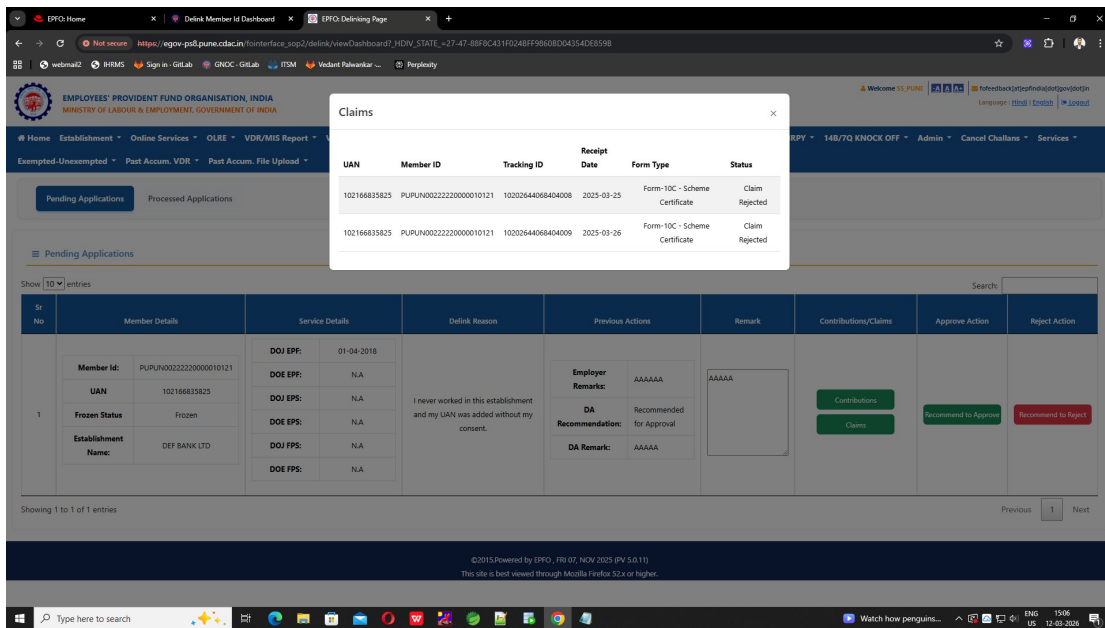 EPFO: Home
Delink Member Id Dashboard
EPFO: Delinking Page
Not secure https://egov-ps8.pune.cdac.in/fointerface_sop2/delink/viewDashboard?_HDIV_STATE_=27-47-88F8C431F024BFF98608D04354DE859B
webmail2 IHRMS Sign in · GitLab GNOC - GitLab ITSM Vedant Palwankar -... Perplexity
EMPLOYEES' PROVIDENT FUND ORGANISATION, INDIA
MINISTRY OF LABOUR & EMPLOYMENT, GOVERNMENT OF INDIA
Welcome SS_PUNE -A A A+ fofeedback[at]epfindia[dot]gov[dot]in
Language : Hindi | English Logout
Home Establishment Online Services OLRE VDR/MIS Report RPY 14B/7Q KNOCK OFF Admin Cancel Challans Services
Exempted-Unexempted Past Accum. VDR Past Accum. File Upload
Claims ×
UAN Member ID Tracking ID Receipt Date Form Type Status
102166835825 PUPUN00222220000010121 10202644068404008 2025-03-25 Form-10C - Scheme Certificate Claim Rejected
102166835825 PUPUN00222220000010121 10202644068404009 2025-03-26 Form-10C - Scheme Certificate Claim Rejected
Pending Applications Processed Applications
Pending Applications
Show 10 entries
Search:
Sr No Member Details Service Details Delink Reason Previous Actions Remark Contributions/Claims Approve Action Reject Action
1
Member Id: PUPUN00222220000010121
UAN 102166835825
Frozen Status Frozen
Establishment Name: DEF BANK LTD
DOJ EPF: 01-04-2018
DOE EPF: N.A
DOJ EPS: N.A
DOE EPS: N.A
DOJ FPS: N.A
DOE FPS: N.A
I never worked in this establishment
and my UAN was added without my
consent.
Employer Remarks: AAAAAA
DA Recommendation: Recommended for Approval
DA Remark: AAAAA
AAAAA
Contributions
Claims
Recommend to Approve
Recommend to Reject
Showing 1 to 1 of 1 entries
Previous 1 Next
©2015.Powered by EPFO , FRI 07, NOV 2025 (PV 5.0.11)
This site is best viewed through Mozilla Firefox 52.x or higher.
Type here to search
Watch how penguins...
ENG US
15:06
12-03-2026